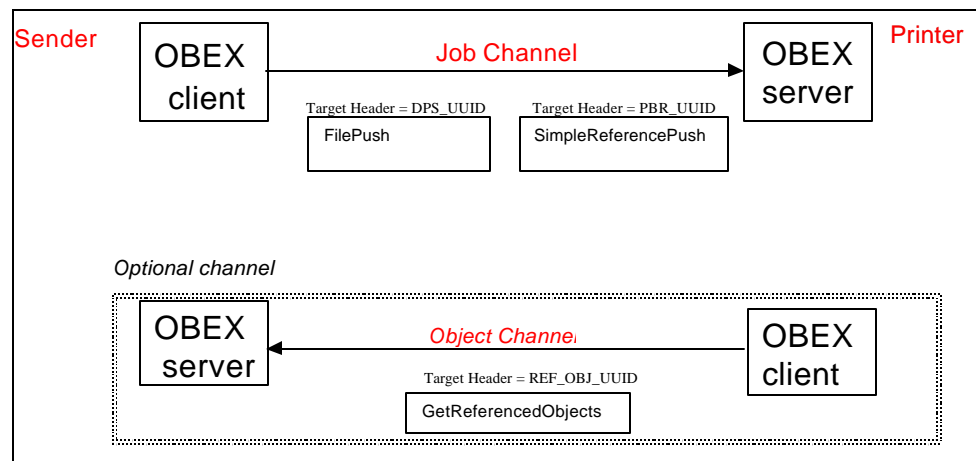 Sender
Printer
OBEX
client
Job Channel
OBEX
server
Target Header = DPS_UUID
FilePush
Target Header = PBR_UUID
SimpleReferencePush
Optional channel
OBEX
server
Object Channel
OBEX
client
Target Header = REF_OBJ_UUID
GetReferencedObjects